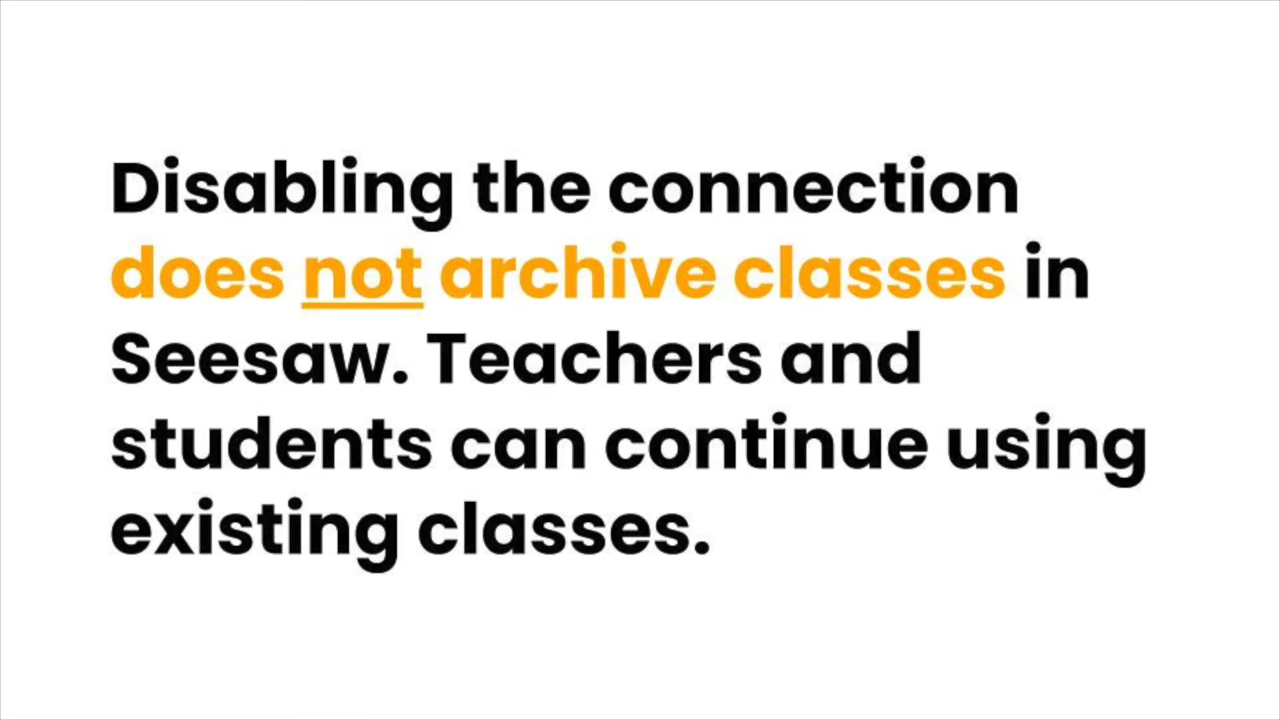 Disabling the connection
does not archive classes in
Seesaw. Teachers and
students can continue using
existing classes.